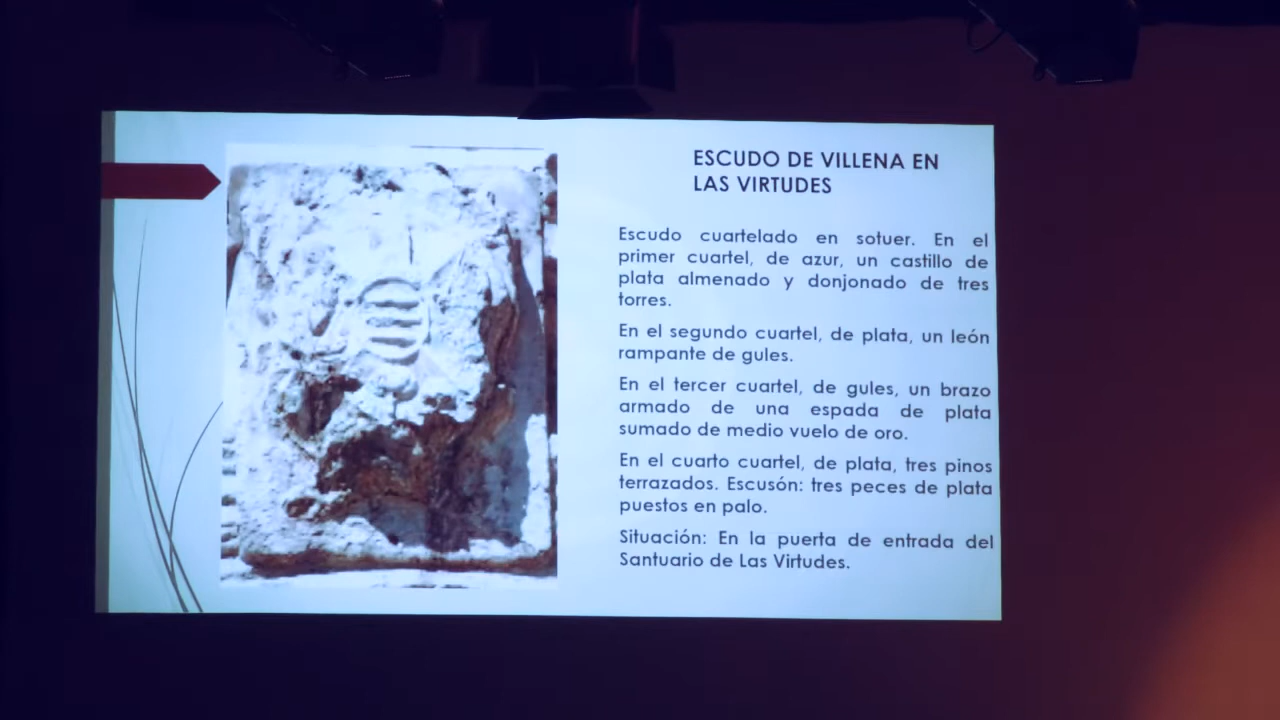 ESCUDO DE VILLENA EN
LAS VIRTUDES
Escudo cuartelado en sotuer. En el
primer cuartel, de azur, un castillo de
plata almenado y donjonado de tres
torres.
En el segundo cuartel, de plata, un león
rampante de gules.
En el tercer cuartel, de gules, un brazo
armado de una espada de plata
sumado de medio vuelo de oro.
En el cuarto cuartel, de plata, tres pinos
terrazados. Escusón: tres peces de plata
puestos en palo.
Situación: En la puerta de entrada del
Santuario de Las Virtudes.